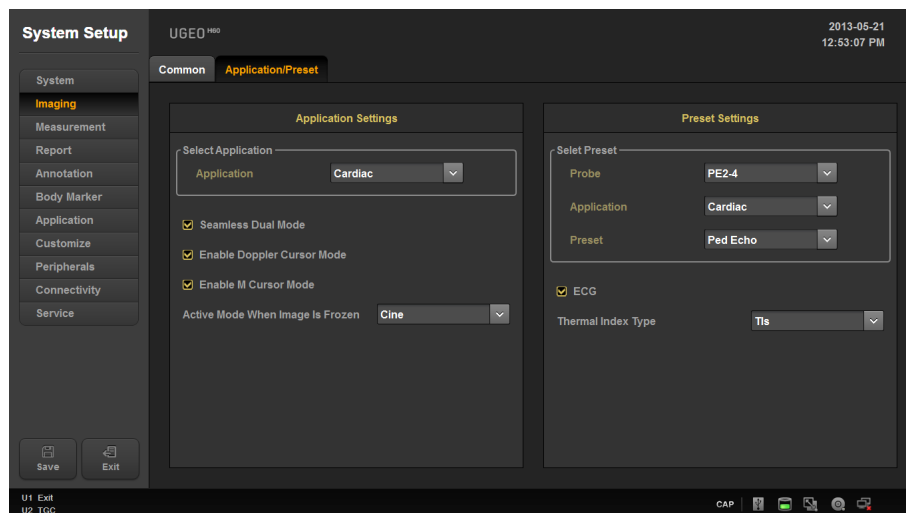 System Setup
UGEO H60
2013-05-21
12:53:07 PM
Common
Application/Preset
System
Imaging
Measurement
Report
Annotation
Body Marker
Application
Customize
Peripherals
Connectivity
Service
Save
Exit
Application Settings
Select Application
Application
Cardiac
Seamless Dual Mode
Enable Doppler Cursor Mode
Enable M Cursor Mode
Active Mode When Image Is Frozen
Cine
Preset Settings
Selet Preset
Probe
PE2-4
Application
Cardiac
Preset
Ped Echo
ECG
Thermal Index Type
TIs
U1 Exit
U2 TGC
CAP